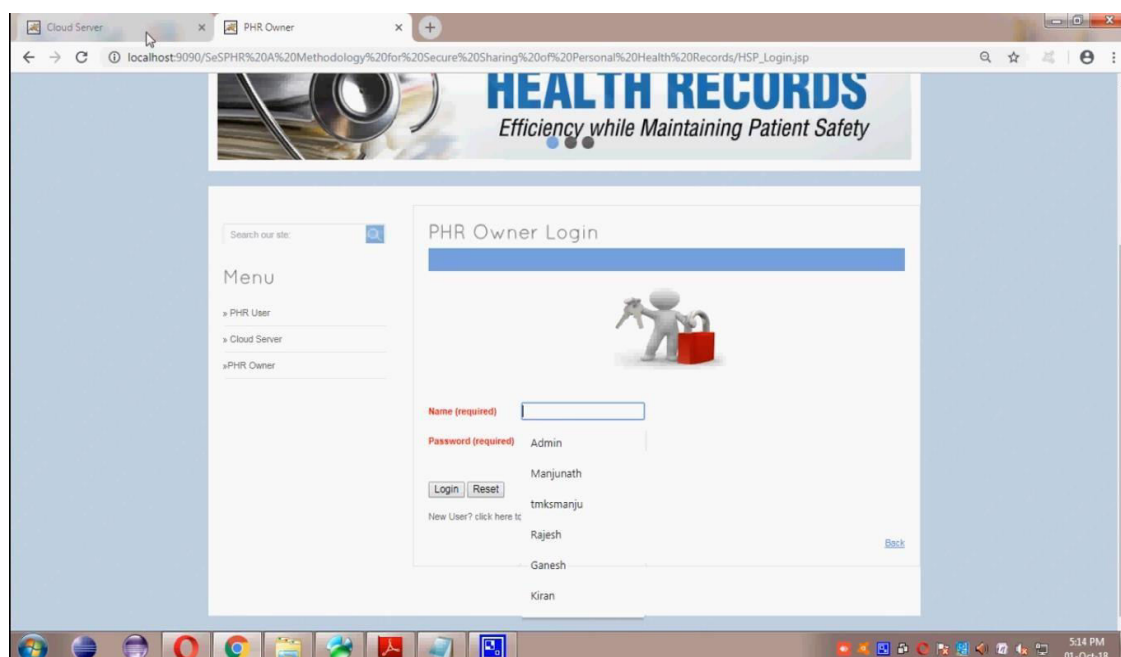 Cloud Server
PHR Owner
localhost:9090/SeSPHR%20A%20Methodology%20for%20Secure%20Sharing%20of%20Personal%20Health%20Records/HSP_Login.jsp
HEALTH RECORDS
Efficiency while Maintaining Patient Safety
Search our site:
PHR Owner Login
Menu
» PHR User
» Cloud Server
»PHR Owner
Name (required)
Password (required)
Admin
Manjunath
Login Reset
tmksmanju
New User? click here to
Rajesh
Back
Ganesh
Kiran
5:14 PM
01-Oct-18